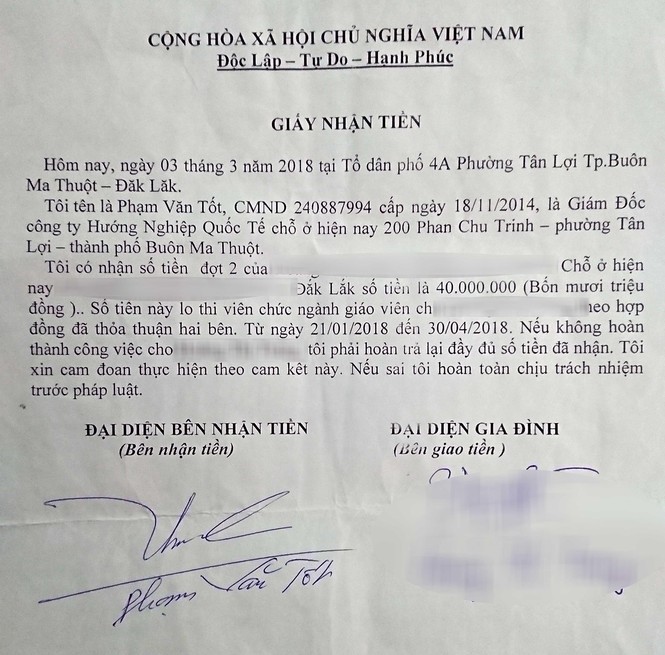 CỘNG HÒA XÃ HỘI CHỦ NGHĨA VIỆT NAM
Độc Lập – Tự Do – Hạnh Phúc
GIẤY NHẬN TIỀN
Hôm nay, ngày 03 tháng 3 năm 2018 tại Tổ dân phố 4A Phường Tân Lợi Tp.Buôn
Ma Thuột – Đăk Lăk.
Tôi tên là Phạm Văn Tốt, CMND 240887994 cấp ngày 18/11/2014, là Giám Đốc
công ty Hướng Nghiệp Quốc Tế chỗ ở hiện nay 200 Phan Chu Trinh – phường Tân
Lợi – thành phố Buôn Ma Thuột.
Tôi có nhận số tiền đợt 2 của Chỗ ở hiện
nay Đắk Lắk số tiền là 40.000.000 (Bốn mươi triệu
đồng ).. Số tiền này lo thi viên chức ngành giáo viên ch heo hợp
đồng đã thỏa thuận hai bên. Từ ngày 21/01/2018 đến 30/04/2018. Nếu không hoàn
thành công việc cho tôi phải hoàn trả lại đầy đủ số tiền đã nhận. Tôi
xin cam đoan thực hiện theo cam kêt này. Nếu sai tôi hoàn toàn chịu trách nhiệm
trước pháp luật.
ĐẠI DIỆN BÊN NHẬN TIỀN ĐẠI DIỆN GIA ĐÌNH
(Bên nhận tiền) (Bên giao tiền )
Phạm Văn Tốt